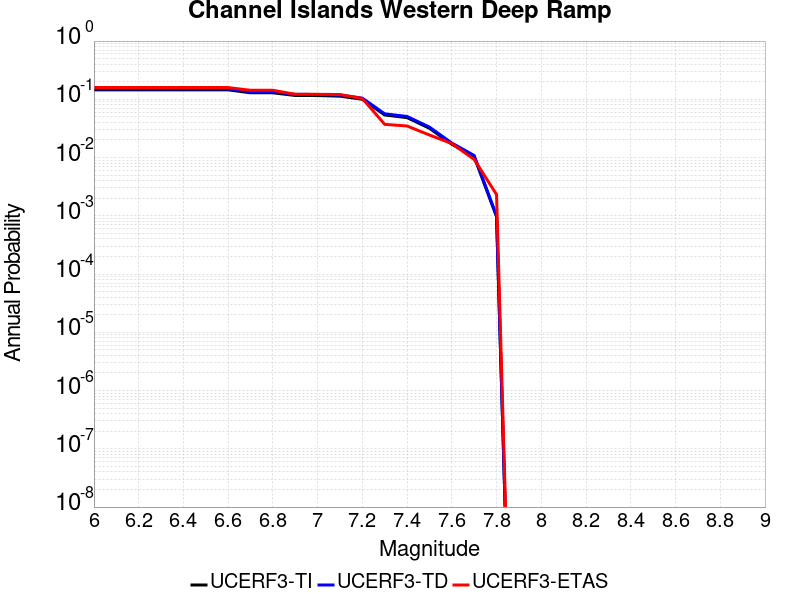 Channel Islands Western Deep Ramp
Annual Probability
10^0
10^-1
10^-2
10^-3
10^-4
10^-5
10^-6
10^-7
10^-8
6 6.2 6.4 6.6 6.8 7 7.2 7.4 7.6 7.8 8 8.2 8.4 8.6 8.8 9
Magnitude
UCERF3-TI UCERF3-TD UCERF3-ETAS